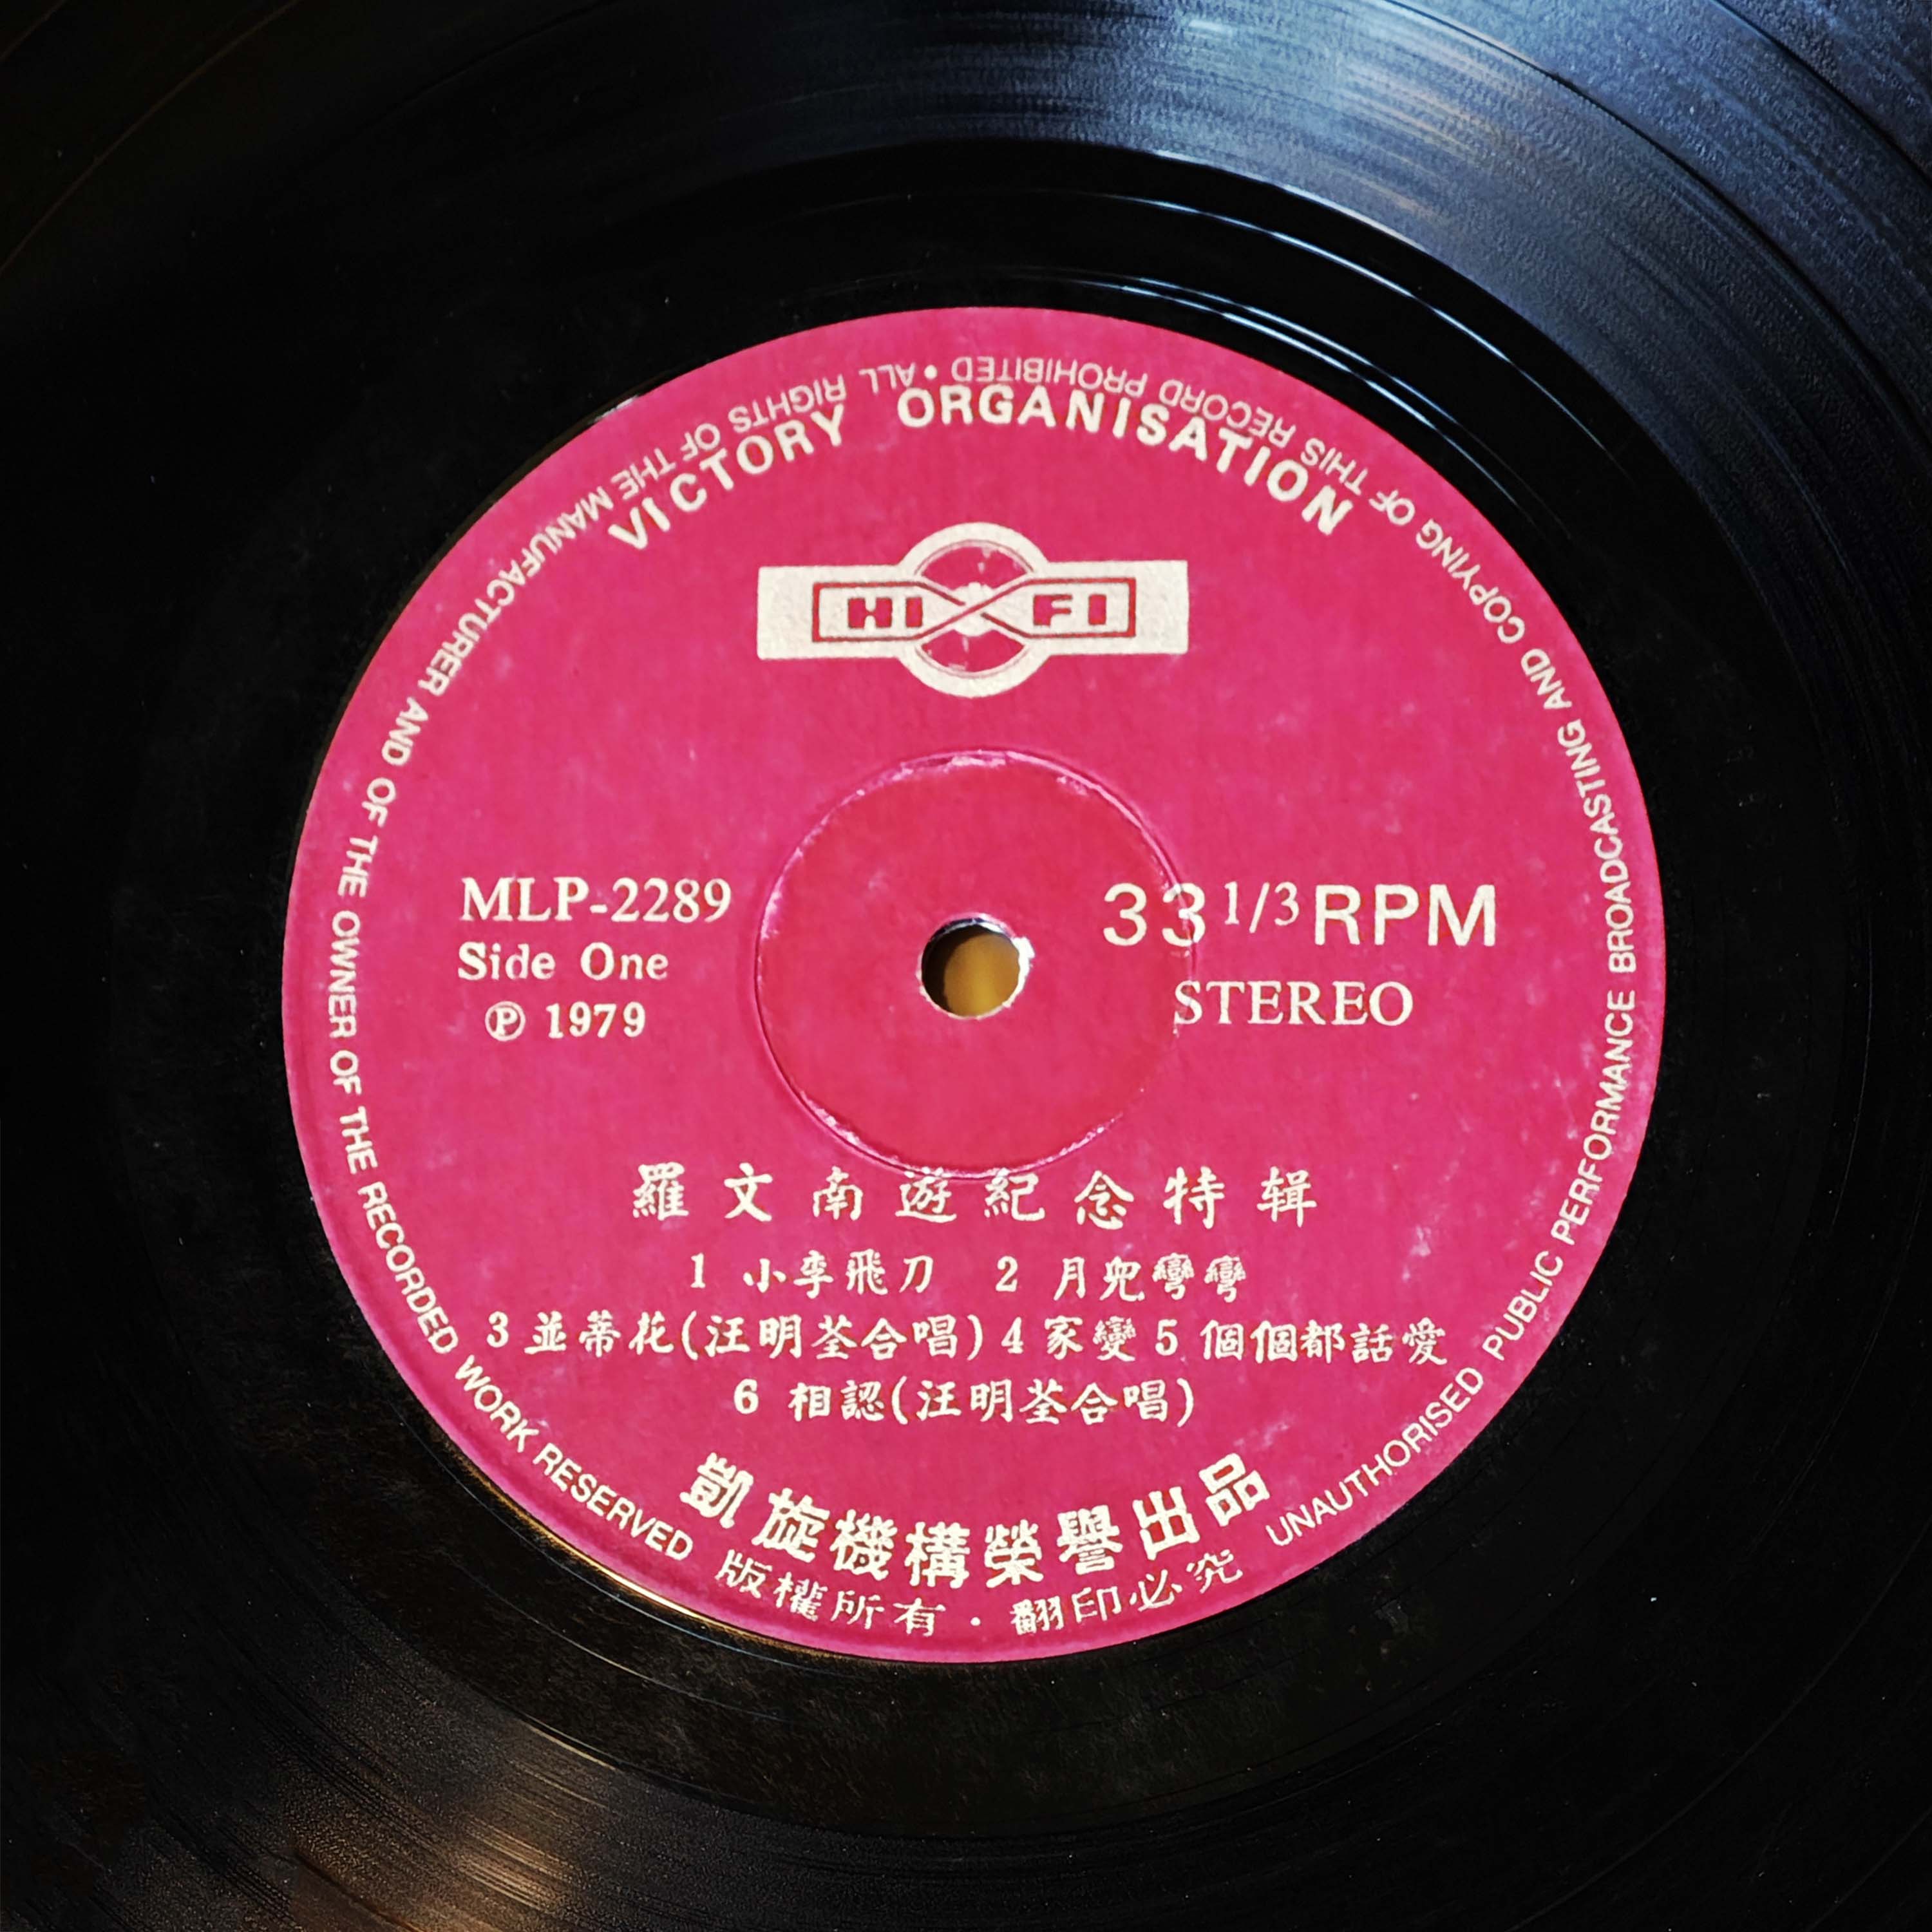 VICTORY ORGANISATION
HI FI
MLP-2289
Side One
℗ 1979
33 1/3 RPM
STEREO
羅文南遊紀念特辑
1 小李飛刀 2 月兜彎彎
3 並蒂花(汪明荃合唱) 4 家變 5 個個都話愛
6 相認(汪明荃合唱)
凱旋機構榮譽出品
版權所有·翻印必究
UNAUTHORISED PUBLIC PERFORMANCE BROADCASTING AND COPYING OF THIS RECORD PROHIBITED • ALL RIGHTS OF THE MANUFACTURER AND OF THE OWNER OF THE RECORDED WORK RESERVED